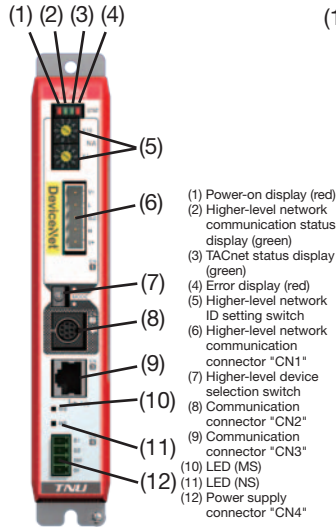 (1) (2) (3) (4)
(1
(5)
(6)
(7)
(8)
(9)
(10)
(11)
(12)
DeviceNet
TNU
(1) Power-on display (red)
(2) Higher-level network
communication status
display (green)
(3) TACnet status display
(green)
(4) Error display (red)
(5) Higher-level network
ID setting switch
(6) Higher-level network
communication
connector "CN1"
(7) Higher-level device
selection switch
(8) Communication
connector "CN2"
(9) Communication
connector "CN3"
(10) LED (MS)
(11) LED (NS)
(12) Power supply
connector "CN4"